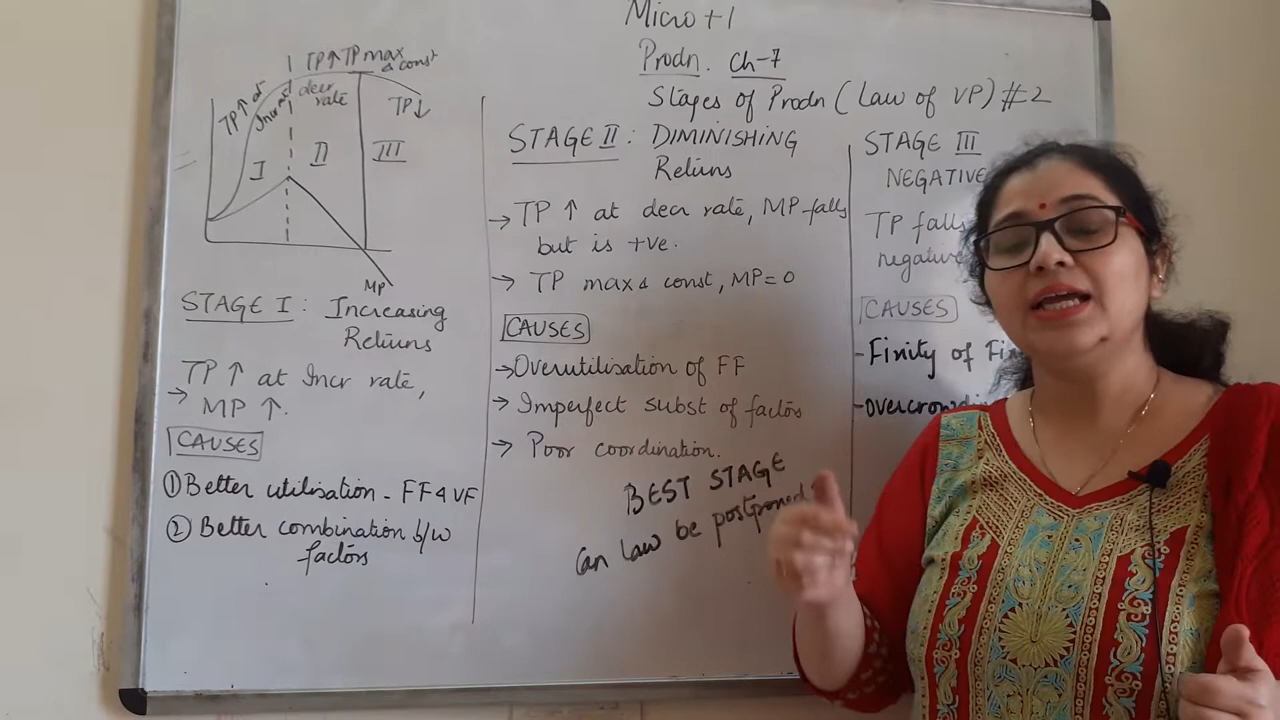 Micro +1
Prodn. Ch-7
Stages of Prodn (Law of VP) #2
TP↑ at
Incr rate
TP↑
decr
rate
TP max
& const
TP↓
I
II
III
MP
STAGE I : Increasing
Returns
→ TP ↑ at Incr rate,
MP ↑.
CAUSES
① Better utilisation - FF & VF
② Better combination b/w
factors
STAGE II : DIMINISHING
Returns
→ TP ↑ at decr rate, MP falls
but is +ve.
→ TP max & const, MP=0
CAUSES
→ Overutilisation of FF
→ Imperfect subst of factors
→ Poor coordination.
BEST STAGE
Can law be postponed
STAGE III
NEGATIVE
TP falls
negative
CAUSES
- Fixity of
- Overcrowdi